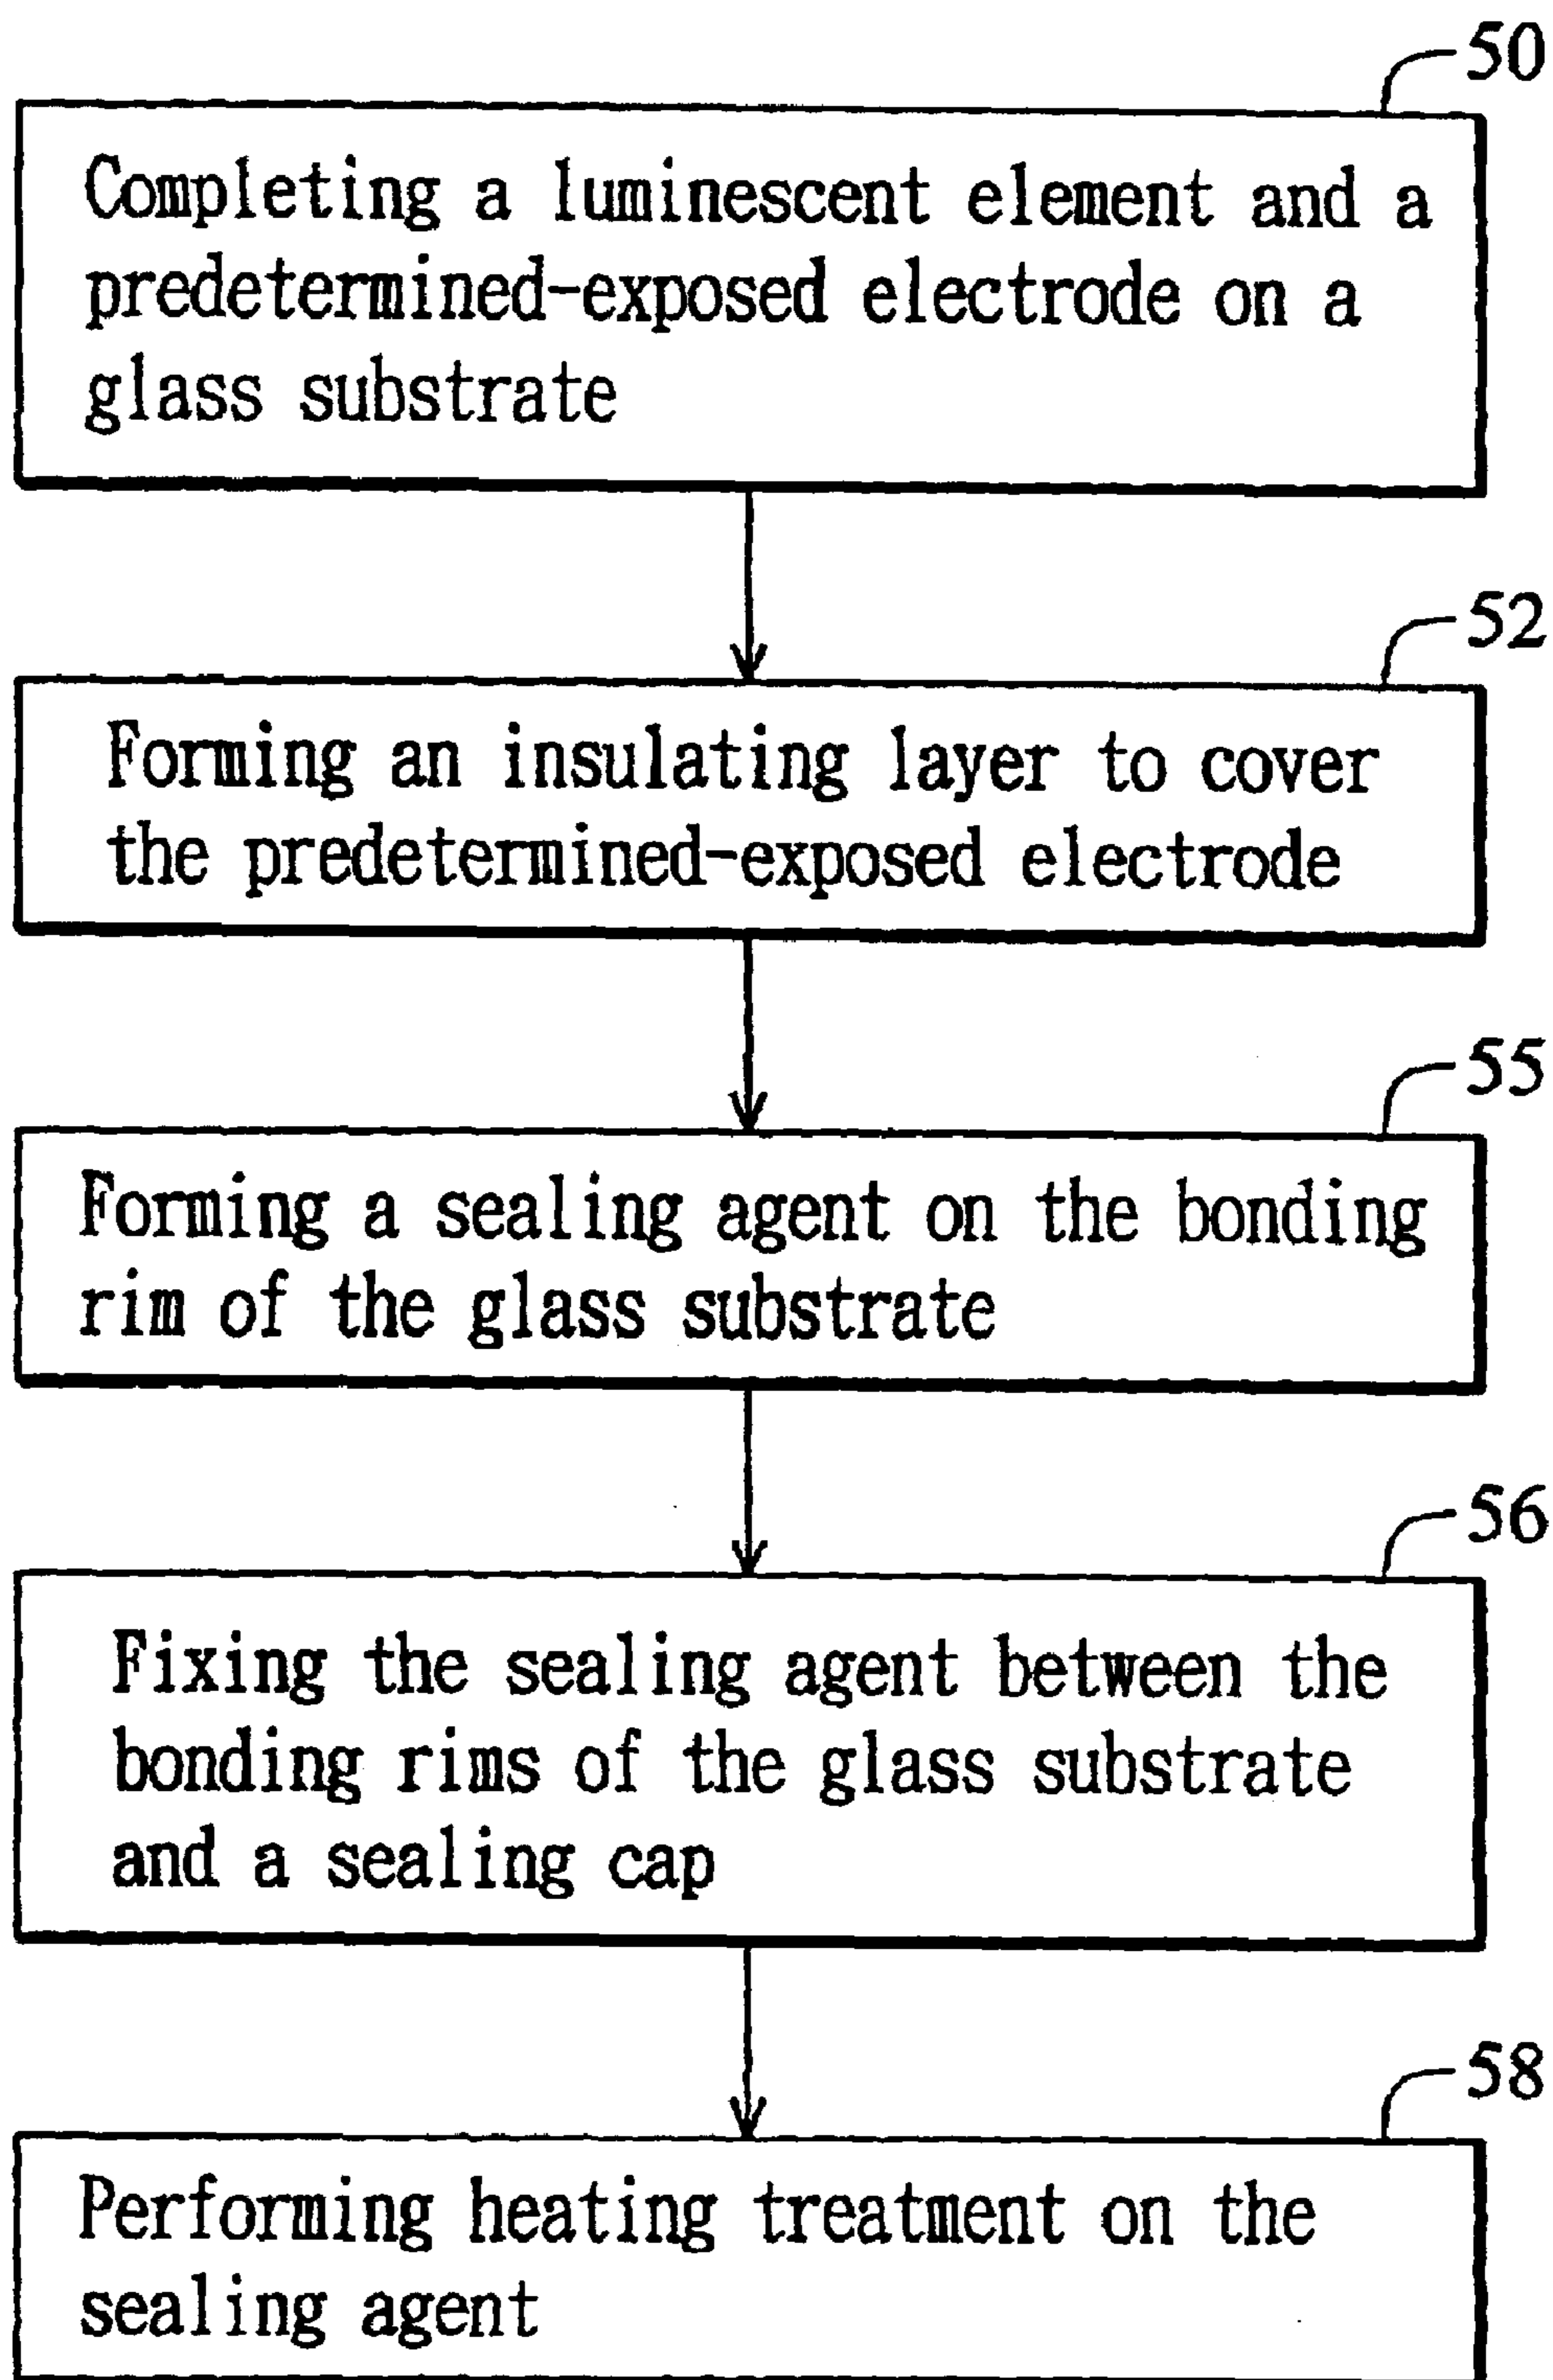 50
Completing a luminescent element and a
predetermined-exposed electrode on a
glass substrate
52
Forming an insulating layer to cover
the predetermined-exposed electrode
55
Forming a sealing agent on the bonding
rim of the glass substrate
56
Fixing the sealing agent between the
bonding rims of the glass substrate
and a sealing cap
58
Performing heating treatment on the
sealing agent